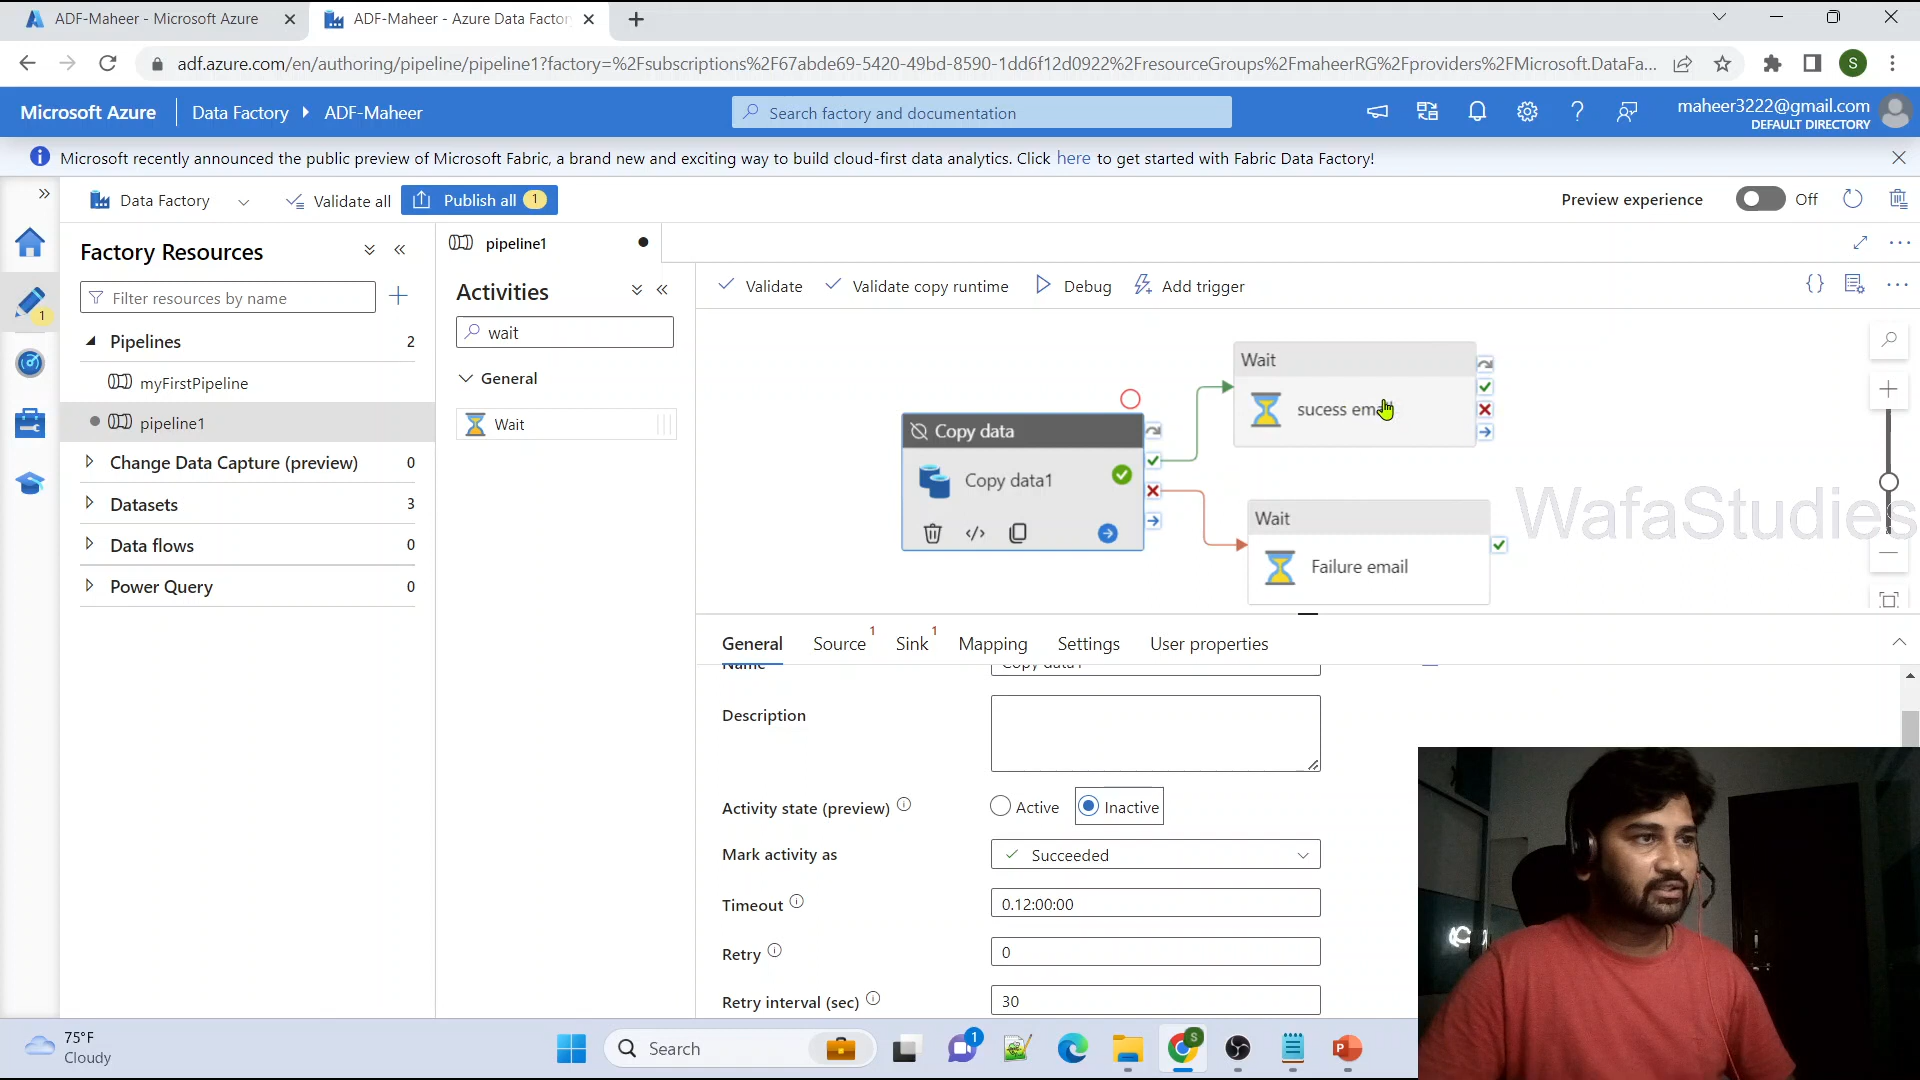 ADF-Maheer - Microsoft Azure
ADF-Maheer - Azure Data Factor
adf.azure.com/en/authoring/pipeline/pipeline1?factory=%2Fsubscriptions%2F67abde69-5420-49bd-8590-1dd6f12d0922%2FresourceGroups%2FmaheerRG%2Fproviders%2FMicrosoft.DataFa...
S
Microsoft Azure
Data Factory
ADF-Maheer
Search factory and documentation
maheer3222@gmail.com
DEFAULT DIRECTORY
Microsoft recently announced the public preview of Microsoft Fabric, a brand new and exciting way to build cloud-first data analytics. Click here to get started with Fabric Data Factory!
Data Factory
Validate all
Publish all
1
Preview experience
Off
Factory Resources
pipeline1
Filter resources by name
1
Pipelines
2
myFirstPipeline
pipeline1
Change Data Capture (preview)
0
Datasets
3
Data flows
0
Power Query
0
Activities
wait
General
Wait
Validate
Validate copy runtime
Debug
Add trigger
Copy data
Copy data1
Wait
sucess em
Wait
Failure email
WafaStudies
General
Source
1
Sink
1
Mapping
Settings
User properties
Name
Copy data1
Description
Activity state (preview)
Active
Inactive
Mark activity as
Succeeded
Timeout
0.12:00:00
Retry
0
Retry interval (sec)
30
75°F
Cloudy
Search
1
S